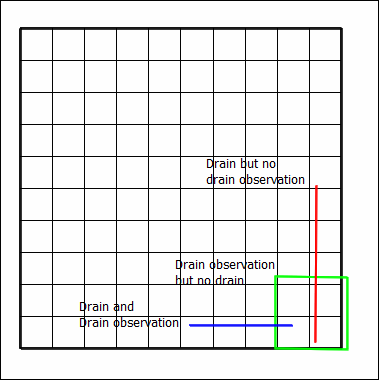 Drain but no
drain observation
Drain observation
but no drain
Drain and
Drain observation